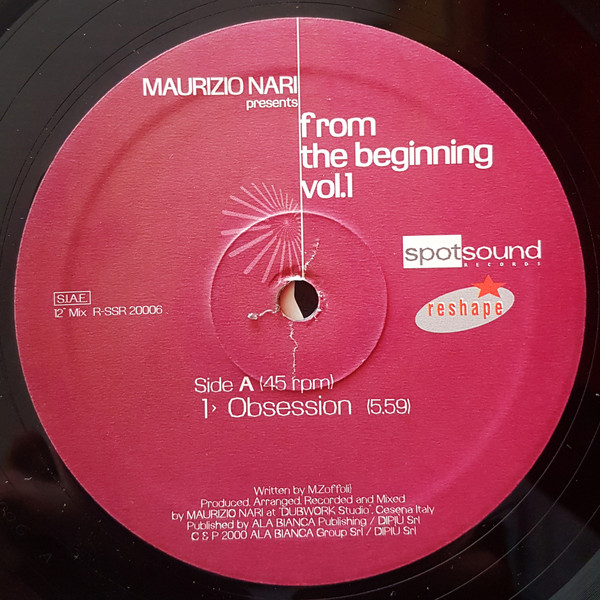 MAURIZIO NARI
presents
from
the beginning
vol.1
spotsound
RECORDS
reshape
S.I.A.E.
12" Mix R-SSR 20006
Side A (45 rpm)
1> Obsession (5.59)
Written by M.Zoffoli
Produced, Arranged, Recorded and Mixed
by MAURIZIO NARI at "DUBWORK Studio", Cesena Italy
Published by ALA BIANCA Publishing / DIPIÙ Srl
C & P 2000 ALA BIANCA Group Srl / DIPIÙ Srl